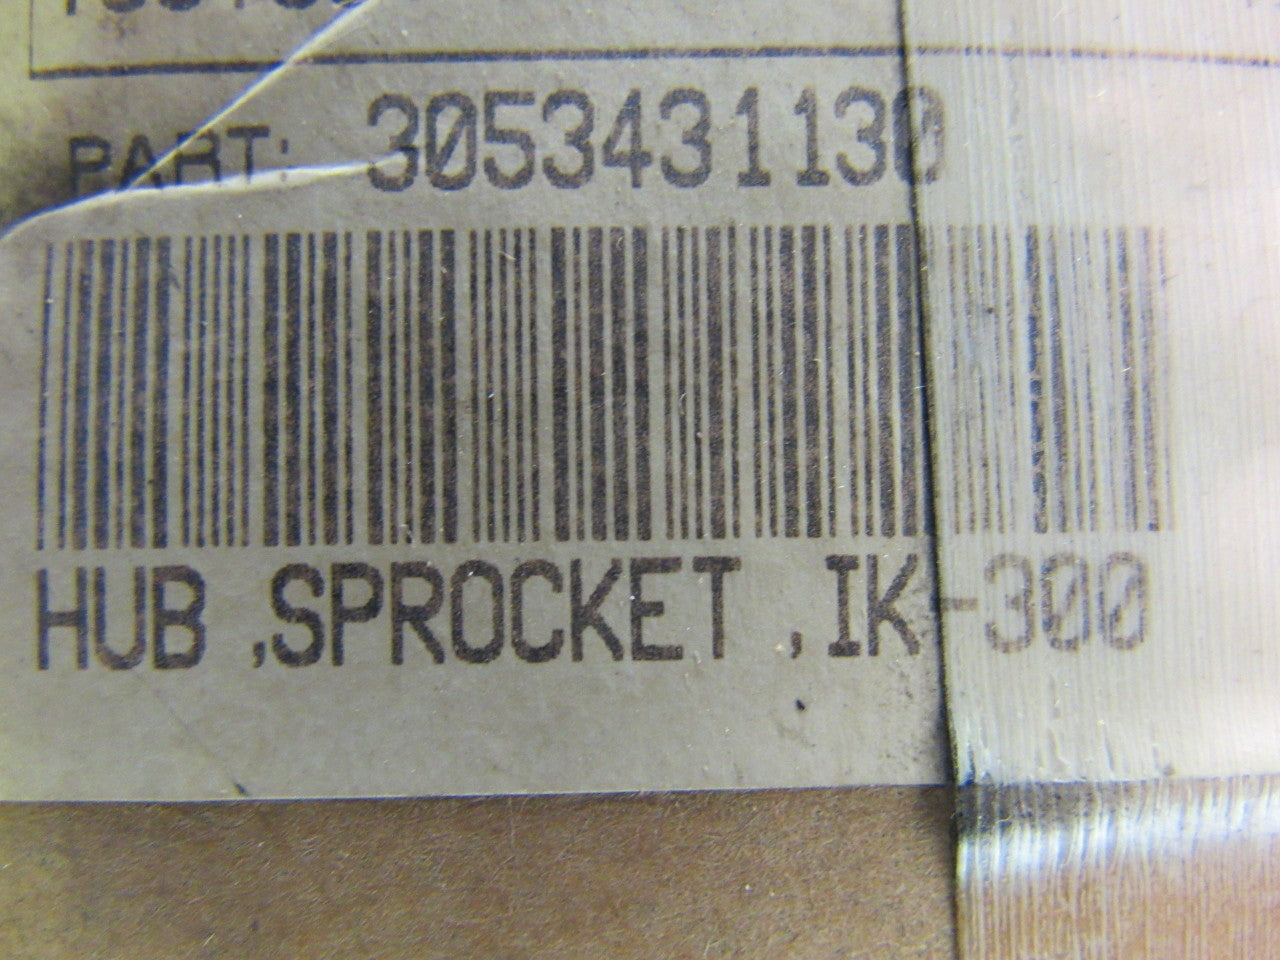 PART: 3053431130
HUB ,SPROCKET ,IK-300